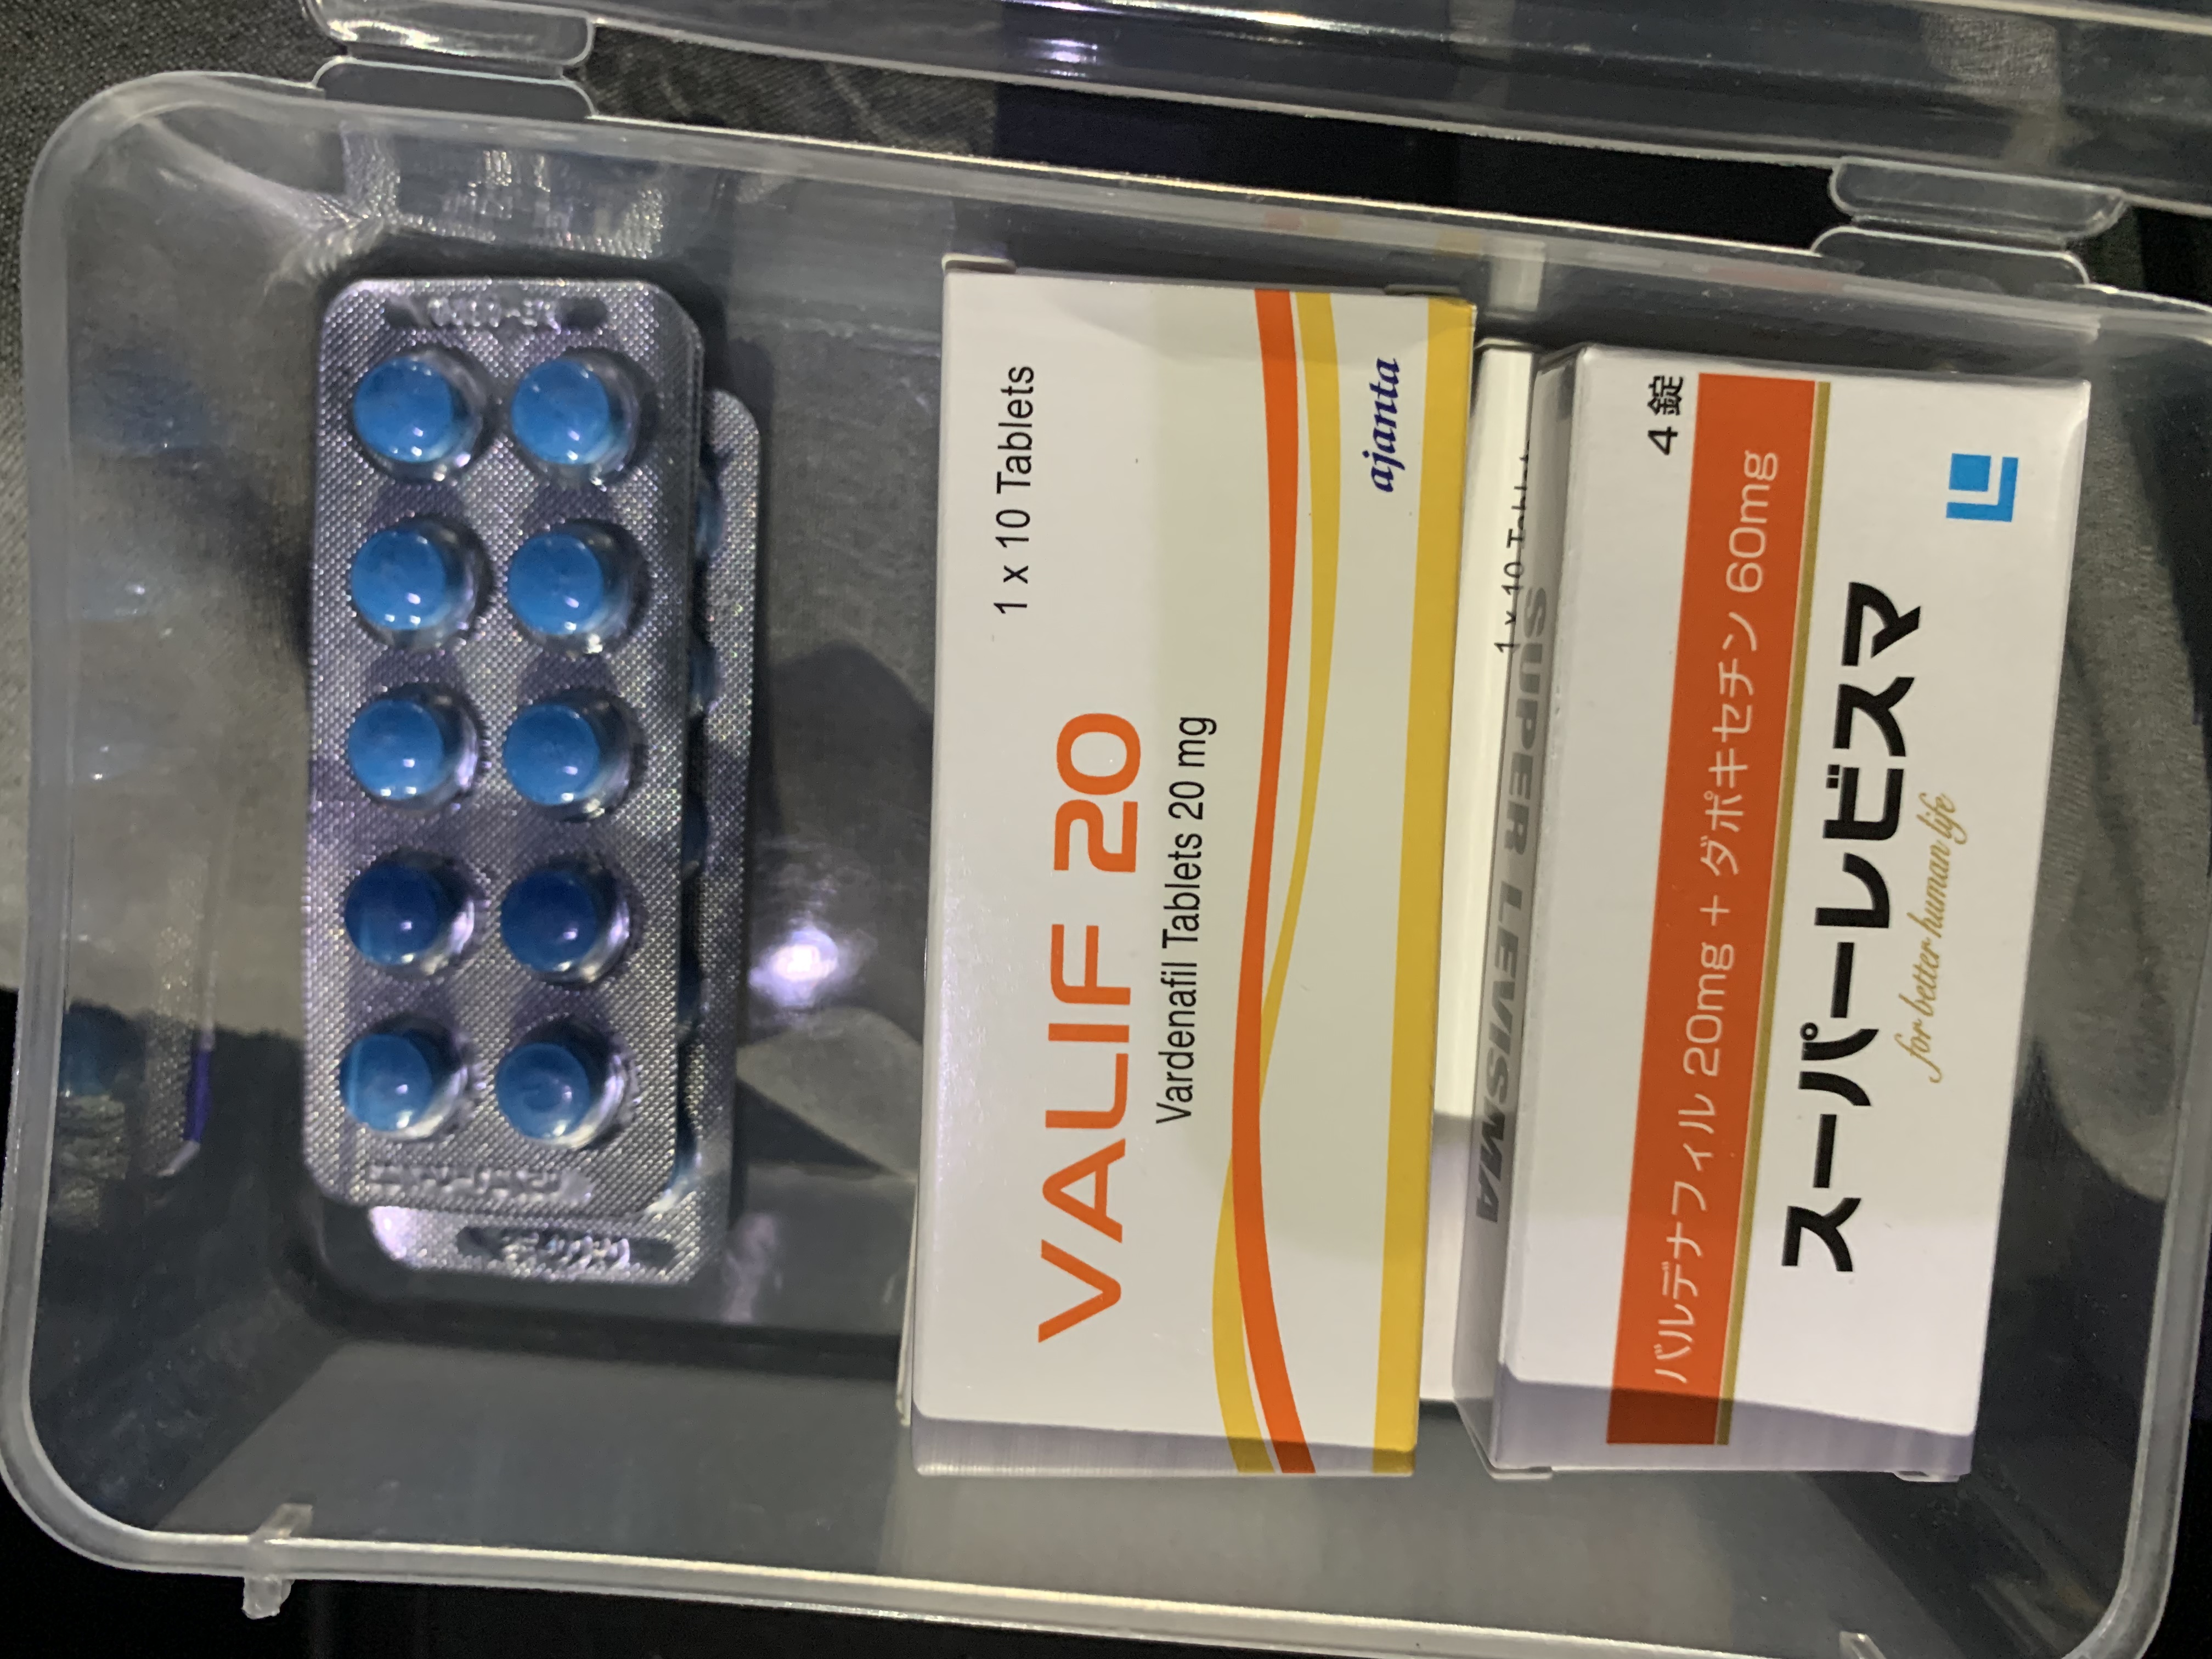 1 x 10 Tablets
VALIF 20
Vardenafil Tablets 20 mg
ajanta
1 x 10
SUPER LEVISMA
4 錠
バルデナフィル 20mg + ダポキセチン 60mg
スーパーレビスマ
for better human life